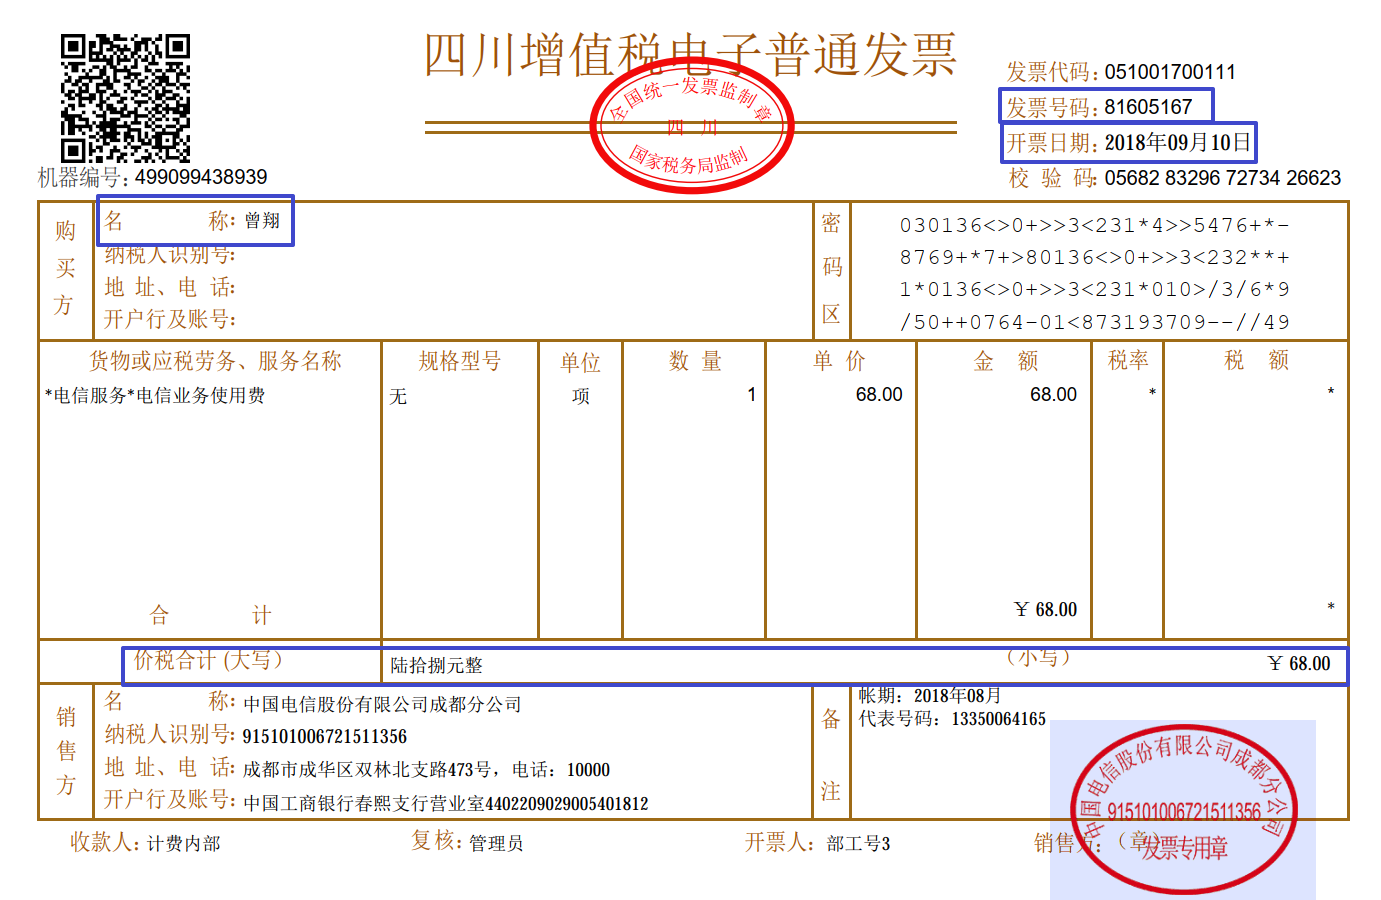 四川增值税电子普通发票
全国统一发票监制章
四 川
国家税务局监制
发票代码：051001700111
发票号码：81605167
开票日期：2018年09月10日
校 验 码：05682 83296 72734 26623
机器编号：499099438939
购买方
名 称：曾翔
纳税人识别号：
地 址、电 话：
开户行及账号：
密码区
030136<>0+>>3<231*4>>5476+*-
8769+*7+>80136<>0+>>3<232**+
1*0136<>0+>>3<231*010>/3/6*9
/50++0764-01<873193709--//49
货物或应税劳务、服务名称 规格型号 单位 数 量 单 价 金 额 税率 税 额
*电信服务*电信业务使用费 无 项 1 68.00 68.00 * *
合 计 ￥68.00 *
价税合计(大写） 陆拾捌元整 （小写） ￥68.00
销售方
名 称：中国电信股份有限公司成都分公司
纳税人识别号：915101006721511356
地 址、电 话：成都市成华区双林北支路473号，电话：10000
开户行及账号：中国工商银行春熙支行营业室4402209029005401812
备注
帐期：2018年08月
代表号码：13350064165
收款人：计费内部 复核：管理员 开票人：部工号3 销售方：（章）
中国电信股份有限公司成都分公司
915101006721511356
发票专用章